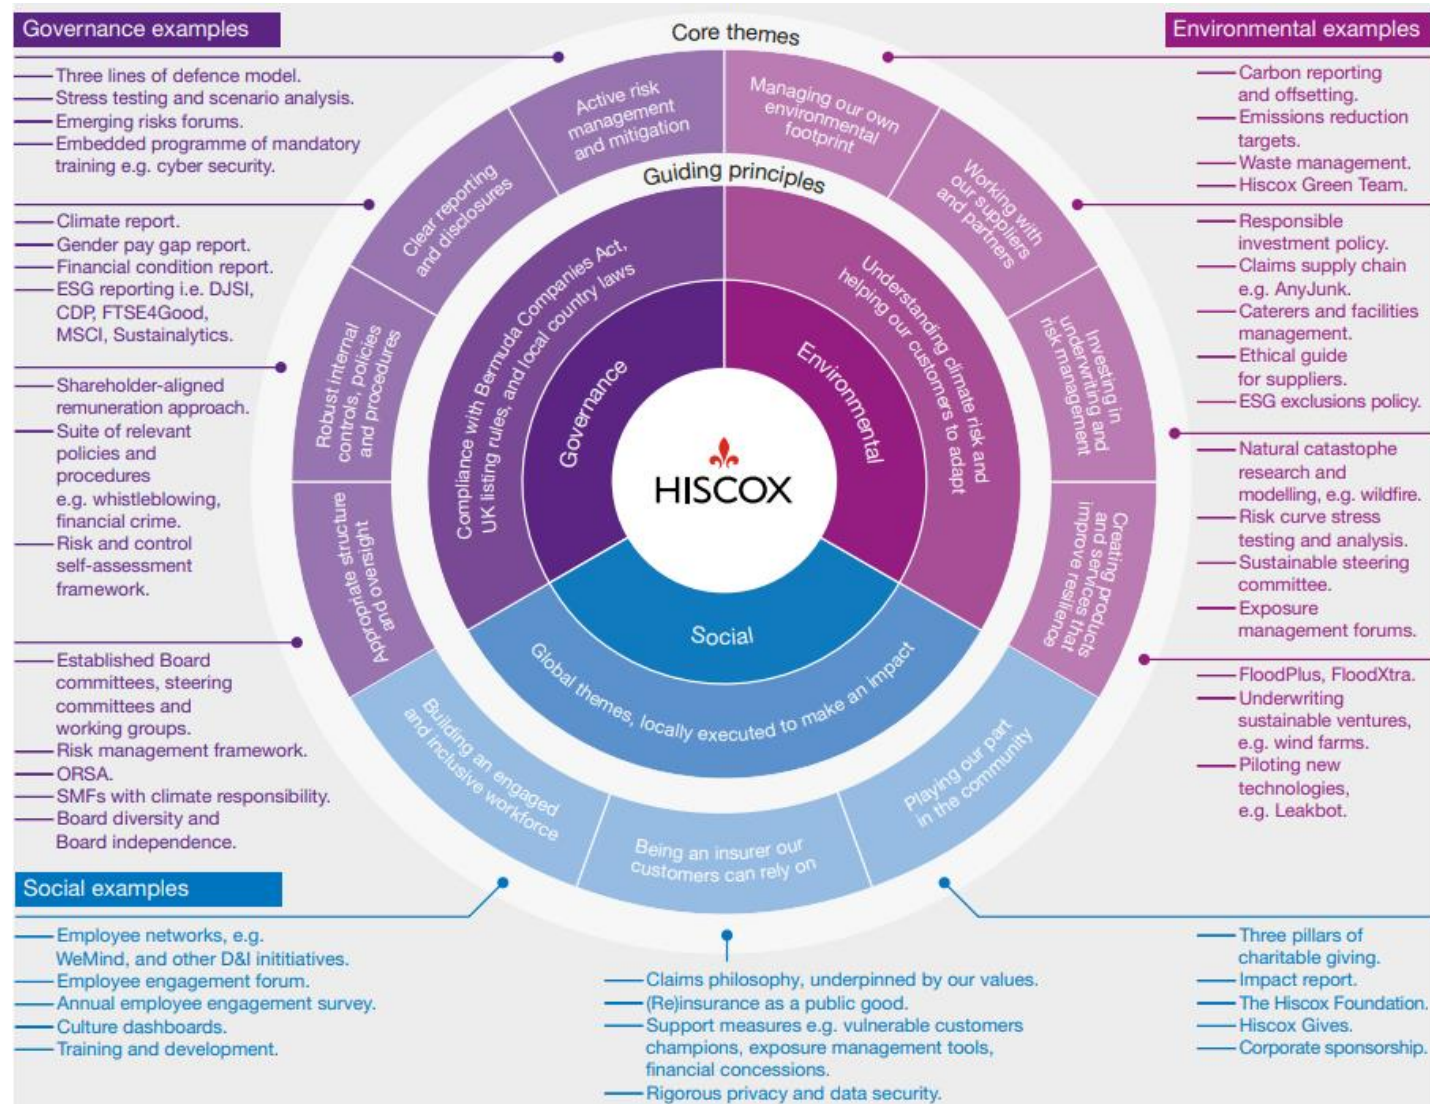 Governance examples
Three lines of defence model.
Stress testing and scenario analysis.
Emerging risks forums.
Embedded programme of mandatory
training e.g. cyber security.
Climate report.
Gender pay gap report.
Financial condition report.
ESG reporting i.e. DJSI,
CDP, FTSE4Good,
MSCI, Sustainalytics.
Shareholder-aligned
remuneration approach.
Suite of relevant
policies and
procedures
e.g. whistleblowing,
financial crime.
Risk and control
self-assessment
framework.
Established Board
committees, steering
committees and
working groups.
Risk management framework.
ORSA.
SMFs with climate responsibility.
Board diversity and
Board independence.
Core themes
Active risk
management
and mitigation
Clear reporting
and disclosures
Robust internal
controls, policies
and procedures
Appropriate structure
and oversight
Managing our own
environmental
footprint
Working with
our suppliers
and partners
Investing in
underwriting and
risk management
Creating products
and services that
improve resilience
Building an engaged
and inclusive workforce
Being an insurer our
customers can rely on
Playing our part
in the community
Guiding principles
Compliance with Bermuda Companies Act,
UK listing rules, and local country laws
Understanding climate risk and
helping our customers to adapt
Global themes, locally executed to make an impact
Governance
Environmental
Social
HISCOX
Environmental examples
Carbon reporting
and offsetting.
Emissions reduction
targets.
Waste management.
Hiscox Green Team.
Responsible
investment policy.
Claims supply chain
e.g. AnyJunk.
Caterers and facilities
management.
Ethical guide
for suppliers.
ESG exclusions policy.
Natural catastophe
research and
modelling, e.g. wildfire.
Risk curve stress
testing and analysis.
Sustainable steering
committee.
Exposure
management forums.
FloodPlus, FloodXtra.
Underwriting
sustainable ventures,
e.g. wind farms.
Piloting new
technologies,
e.g. Leakbot.
Social examples
Employee networks, e.g.
WeMind, and other D&I inititiatives.
Employee engagement forum.
Annual employee engagement survey.
Culture dashboards.
Training and development.
Claims philosophy, underpinned by our values.
(Re)insurance as a public good.
Support measures e.g. vulnerable customers
champions, exposure management tools,
financial concessions.
Rigorous privacy and data security.
Three pillars of
charitable giving.
Impact report.
The Hiscox Foundation.
Hiscox Gives.
Corporate sponsorship.